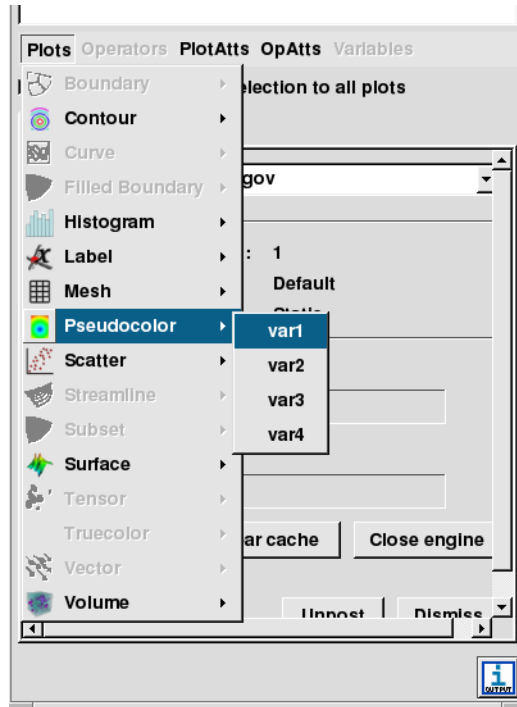 Plots Operators PlotAtts OpAtts Variables
Boundary
election to all plots
Contour
Curve
Filled Boundary
gov
Histogram
Label
: 1
Mesh
Default
Pseudocolor
var1
Scatter
var2
Streamline
var3
Subset
var4
Surface
Tensor
Truecolor
ar cache
Close engine
Vector
Volume
Unpost
Dismiss
OUTPUT